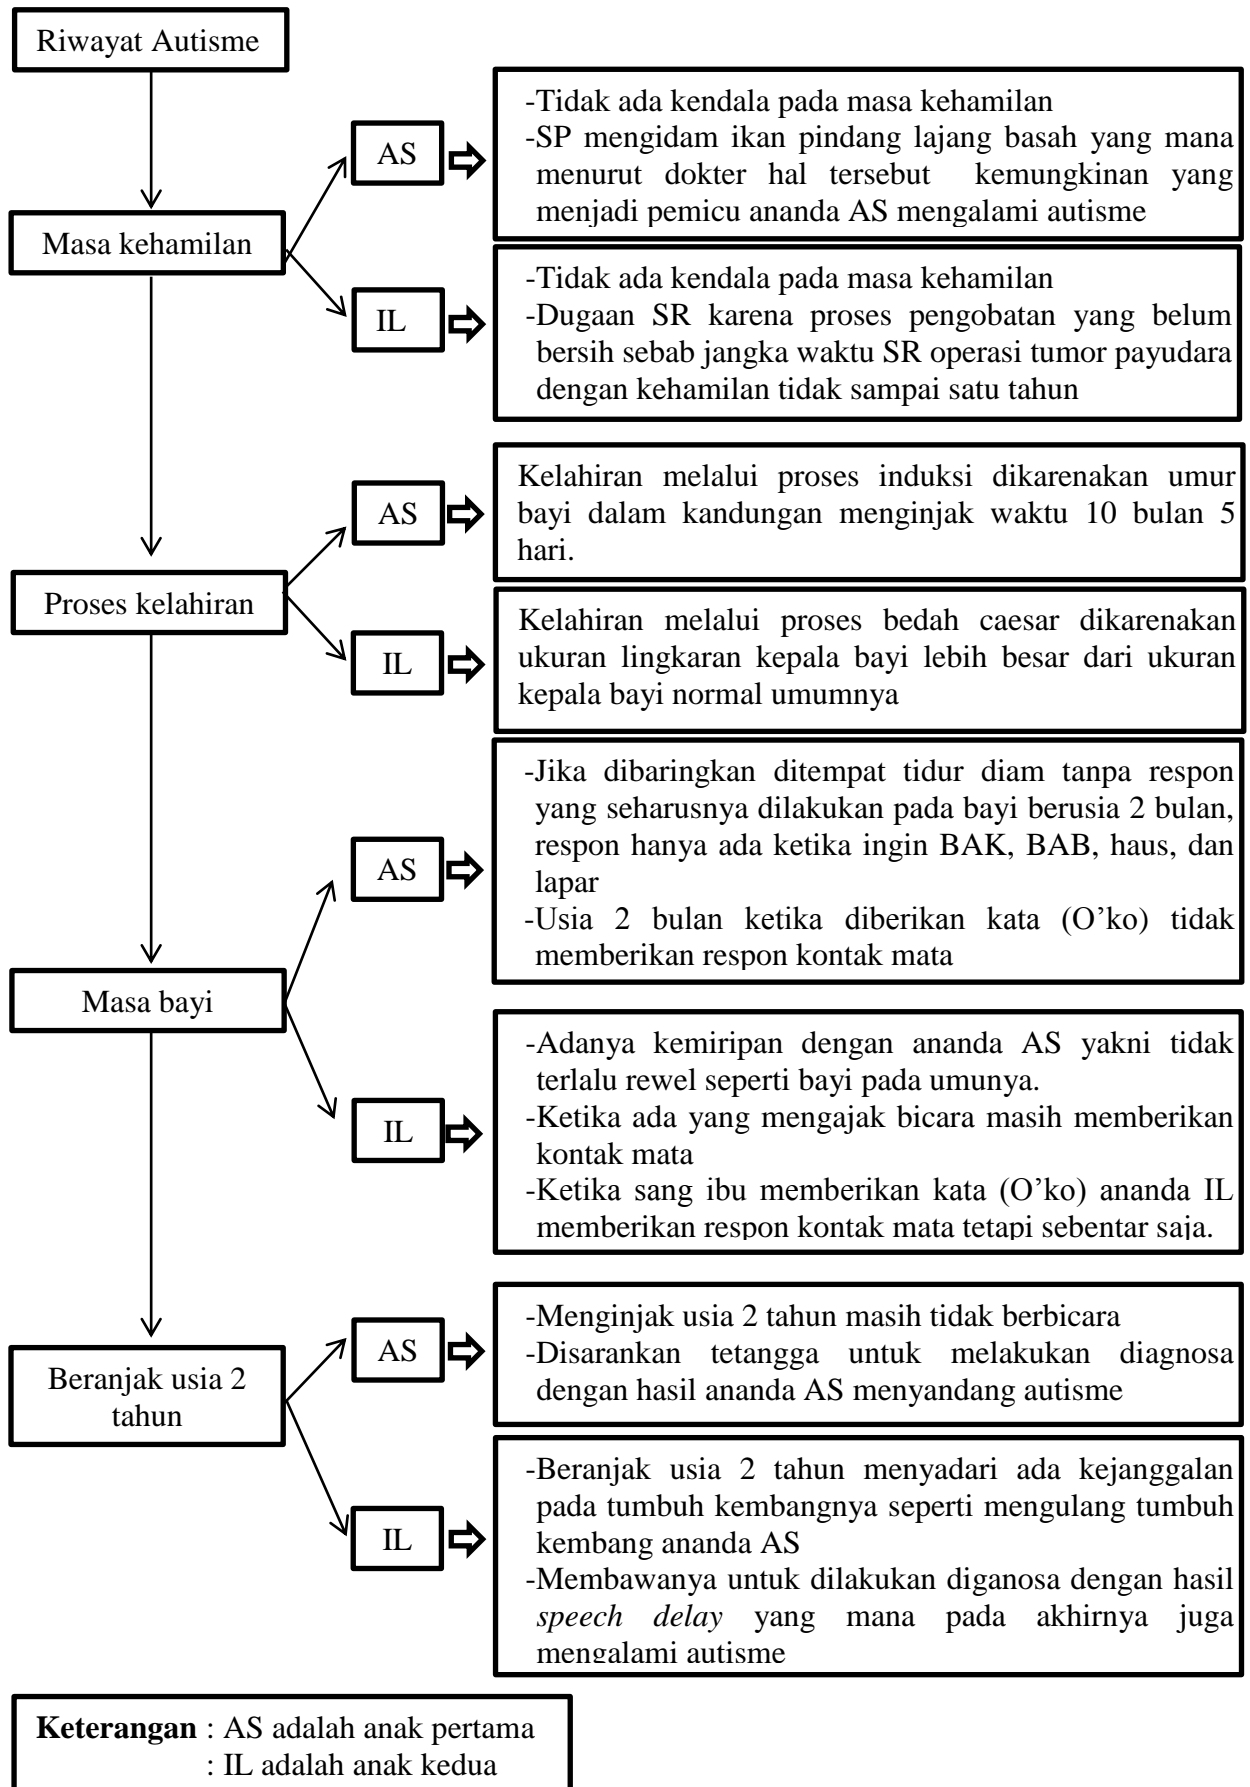 Riwayat Autisme
Masa kehamilan
AS
-Tidak ada kendala pada masa kehamilan
-SP mengidam ikan pindang lajang basah yang mana
menurut dokter hal tersebut kemungkinan yang
menjadi pemicu ananda AS mengalami autisme
IL
-Tidak ada kendala pada masa kehamilan
-Dugaan SR karena proses pengobatan yang belum
bersih sebab jangka waktu SR operasi tumor payudara
dengan kehamilan tidak sampai satu tahun
Proses kelahiran
AS
Kelahiran melalui proses induksi dikarenakan umur
bayi dalam kandungan menginjak waktu 10 bulan 5
hari.
IL
Kelahiran melalui proses bedah caesar dikarenakan
ukuran lingkaran kepala bayi lebih besar dari ukuran
kepala bayi normal umumnya
Masa bayi
AS
-Jika dibaringkan ditempat tidur diam tanpa respon
yang seharusnya dilakukan pada bayi berusia 2 bulan,
respon hanya ada ketika ingin BAK, BAB, haus, dan
lapar
-Usia 2 bulan ketika diberikan kata (O’ko) tidak
memberikan respon kontak mata
IL
-Adanya kemiripan dengan ananda AS yakni tidak
terlalu rewel seperti bayi pada umunya.
-Ketika ada yang mengajak bicara masih memberikan
kontak mata
-Ketika sang ibu memberikan kata (O’ko) ananda IL
memberikan respon kontak mata tetapi sebentar saja.
Beranjak usia 2
tahun
AS
-Menginjak usia 2 tahun masih tidak berbicara
-Disarankan tetangga untuk melakukan diagnosa
dengan hasil ananda AS menyandang autisme
IL
-Beranjak usia 2 tahun menyadari ada kejanggalan
pada tumbuh kembangnya seperti mengulang tumbuh
kembang ananda AS
-Membawanya untuk dilakukan diganosa dengan hasil
speech delay yang mana pada akhirnya juga
mengalami autisme
Keterangan : AS adalah anak pertama
: IL adalah anak kedua